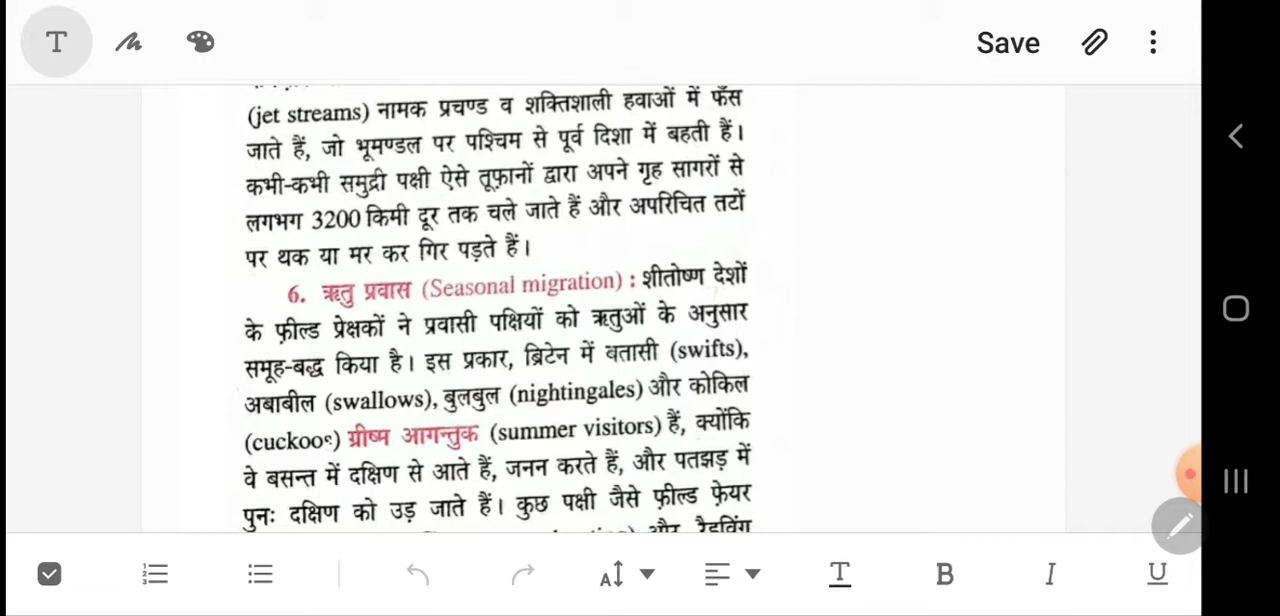 T
Save
(jet streams) नामक प्रचण्ड व शक्तिशाली हवाओं में फँस
जाते हैं, जो भूमण्डल पर पश्चिम से पूर्व दिशा में बहती हैं।
कभी-कभी समुद्री पक्षी ऐसे तूफ़ानों द्वारा अपने गृह सागरों से
लगभग 3200 किमी दूर तक चले जाते हैं और अपरिचित तटों
पर थक या मर कर गिर पड़ते हैं।
6. ऋतु प्रवास (Seasonal migration) : शीतोष्ण देशों
के फ़ील्ड प्रेक्षकों ने प्रवासी पक्षियों को ऋतुओं के अनुसार
समूह-बद्ध किया है। इस प्रकार, ब्रिटेन में बतासी (swifts),
अबाबील (swallows), बुलबुल (nightingales) और कोकिल
(cuckoos) ग्रीष्म आगन्तुक (summer visitors) हैं, क्योंकि
वे बसन्त में दक्षिण से आते हैं, जनन करते हैं, और पतझड़ में
पुनः दक्षिण को उड़ जाते हैं। कुछ पक्षी जैसे फ़ील्ड फ़ेयर
और रैडविंग
A T B I U